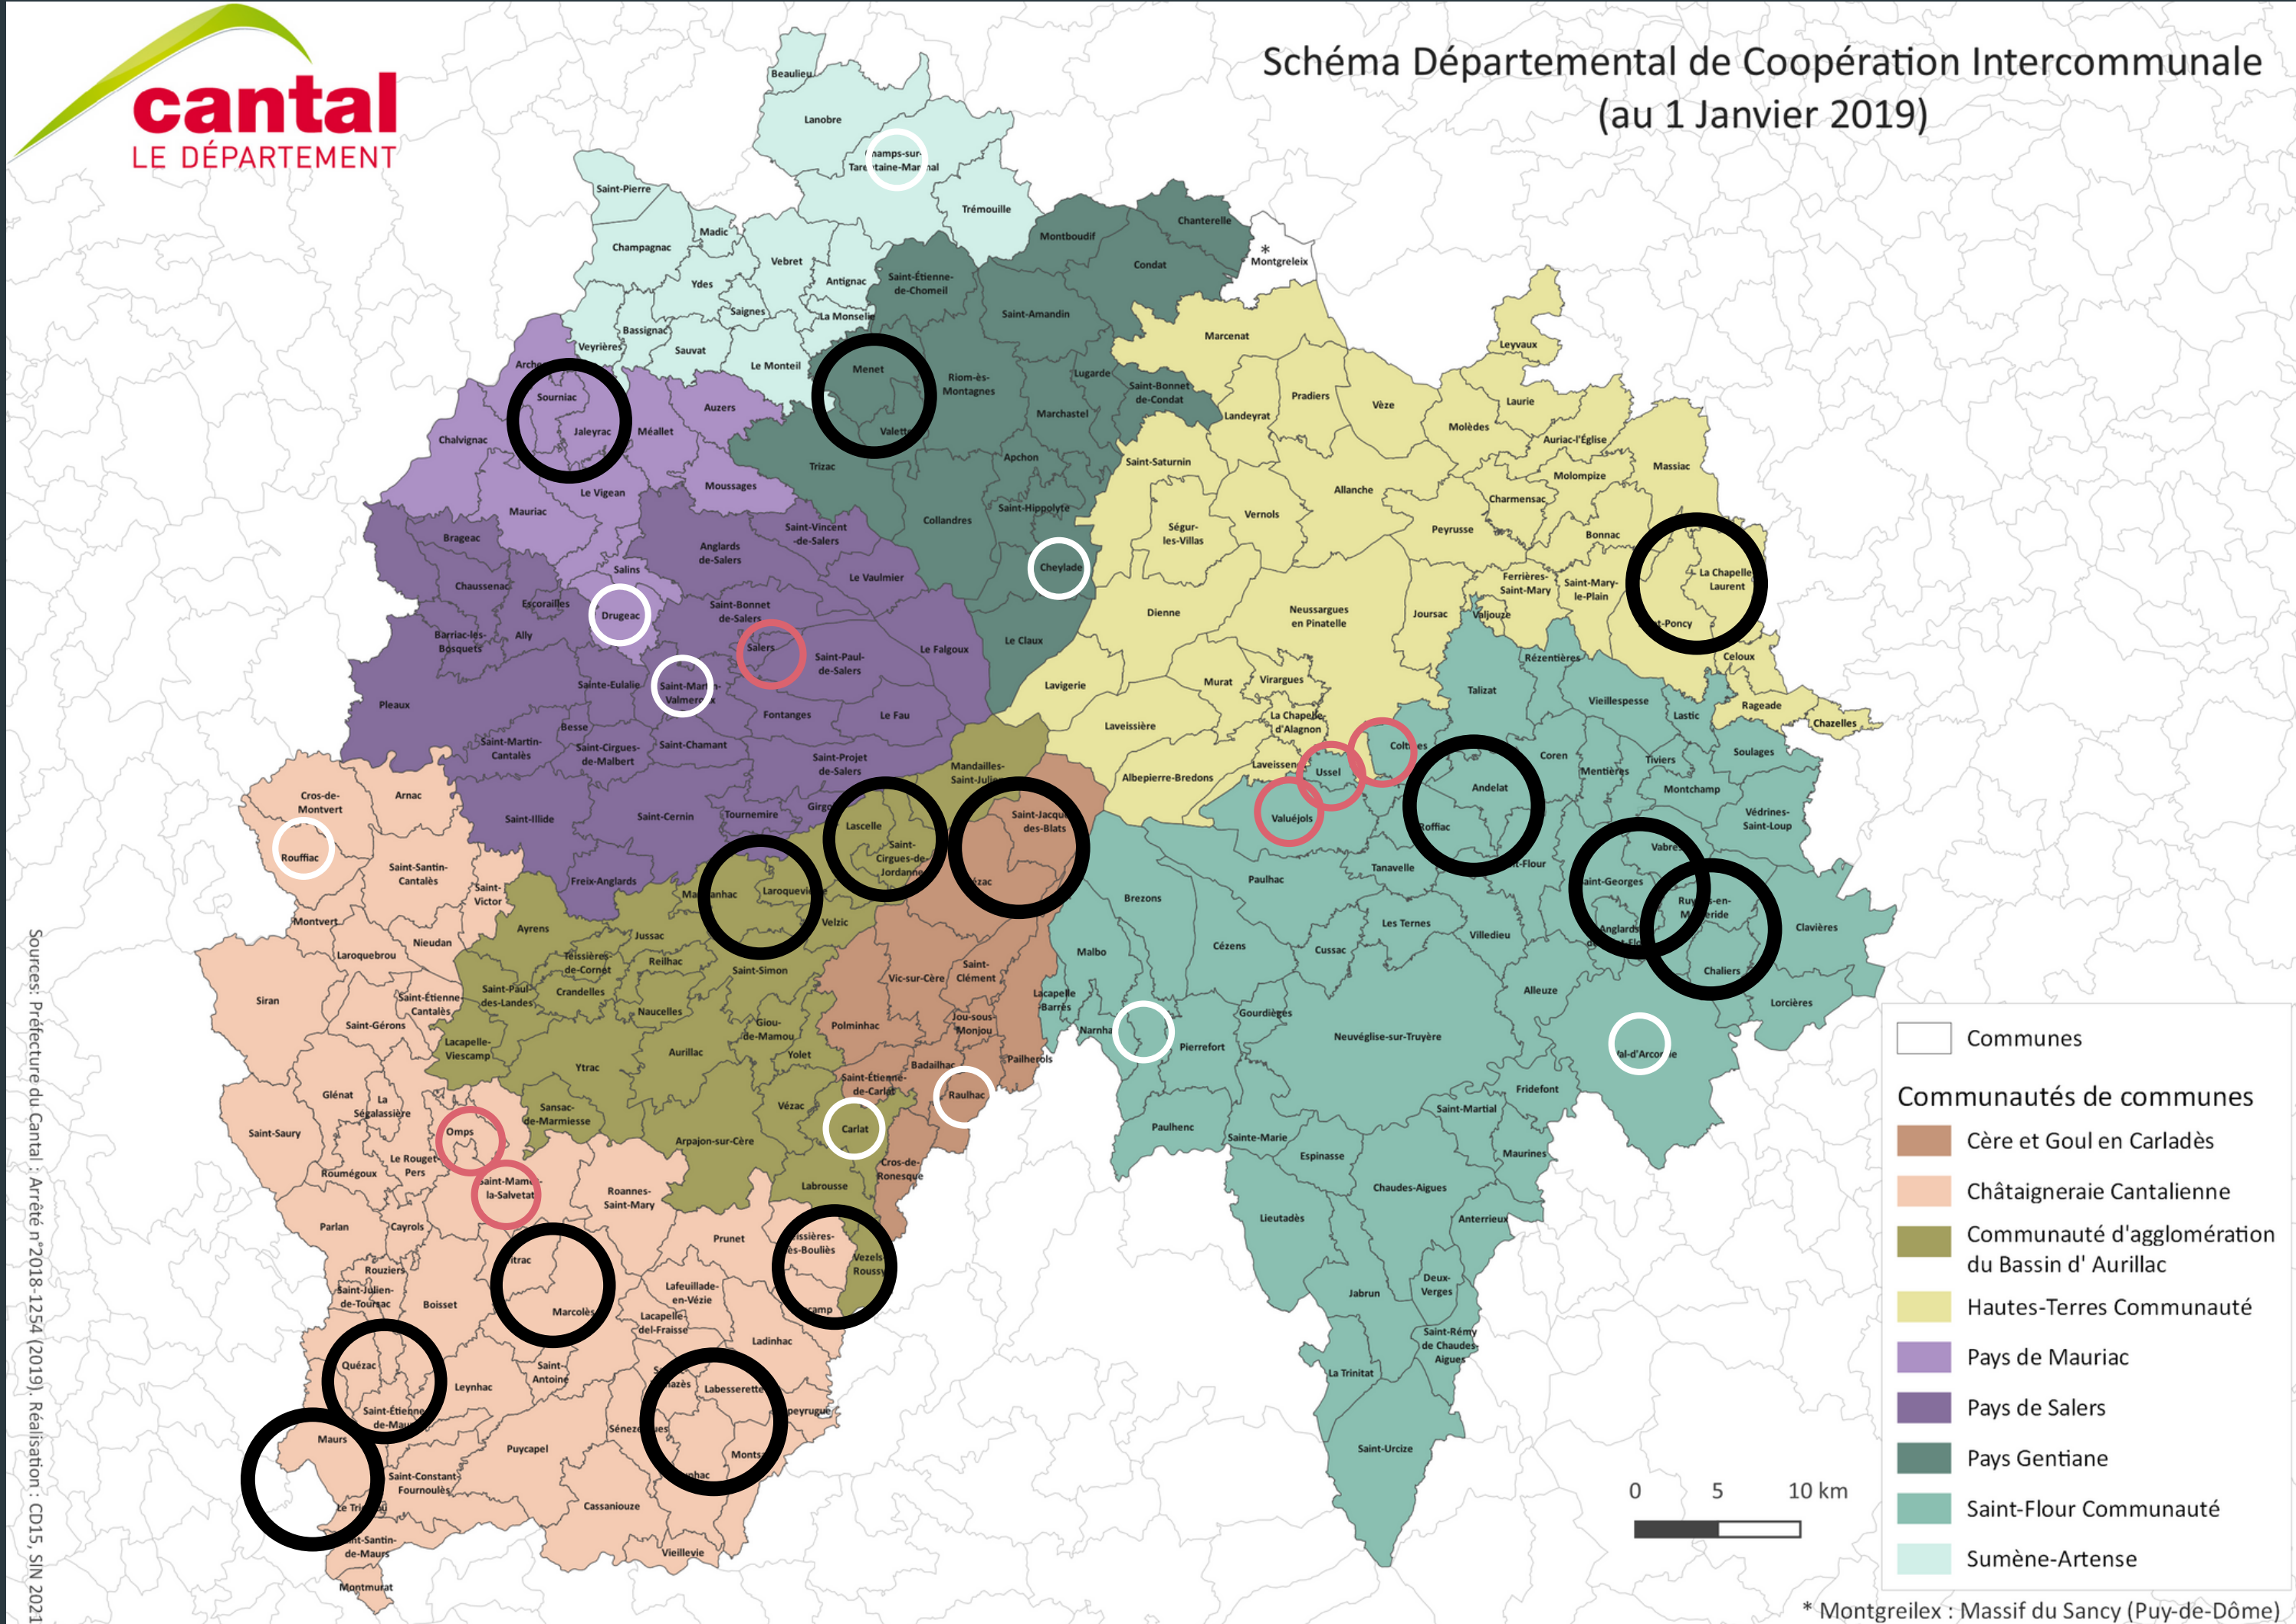 cantal
LE DÉPARTEMENT
Schéma Départemental de Coopération Intercommunale
(au 1 Janvier 2019)
Beaulieu
Lanobre
Saint-Pierre
Trémouille
Madic
Champagnac
Vebret
Antignac
Ydes
Saignes
La Monselie
Bassignac
Veyrières
Sauvat
Le Monteil
Chanterelle
Montboudif
Condat
*
Montgreleix
Saint-Étienne-
de-Chomeil
Saint-Amandin
Menet
Riom-ès-
Montagnes
Lugarde
Saint-Bonnet
de-Condat
Marchastel
Valette
Trizac
Apchon
Saint-Hippolyte
Collandres
Cheylade
Le Claux
Sourniac
Jaleyrac
Méallet
Auzers
Chalvignac
Le Vigean
Moussages
Mauriac
Salins
Drugeac
Brageac
Chaussenac
Escorailles
Ally
Barriac-les-
Bosquets
Pleaux
Anglards
de-Salers
Saint-Vincent
-de-Salers
Le Vaulmier
Saint-Bonnet
de-Salers
Salers
Saint-Paul-
de-Salers
Le Falgoux
Sainte-Eulalie
Fontanges
Le Fau
Besse
Saint-Martin-
Cantalès
Saint-Cirgues-
de-Malbert
Saint-Chamant
Saint-Projet
de-Salers
Saint-Illide
Saint-Cernin
Tournemire
Freix-Anglards
Marcenat
Leyvaux
Landeyrat
Pradiers
Vèze
Laurie
Molèdes
Auriac-l'Église
Saint-Saturnin
Molompize
Massiac
Allanche
Charmensac
Ségur-
les-Villas
Vernols
Peyrusse
Bonnac
Dienne
Neussargues
en Pinatelle
Joursac
Ferrières-
Saint-Mary
Valjouze
Saint-Mary-
le-Plain
La Chapelle
Laurent
Celoux
Rageade
Chazelles
Lavigerie
Murat
Virargues
Laveissière
La Chapelle
d'Alagnon
Albepierre-Bredons
Rézentières
Talizat
Vieillespesse
Lastic
Soulages
Coren
Mentières
Tiviers
Montchamp
Védrines-
Saint-Loup
Ussel
Valuéjols
Andelat
Roffiac
Tanavelle
Paulhac
Brezons
Les Ternes
Villedieu
Cézens
Cussac
Malbo
Clavières
Chaliers
Lorcières
Alleuze
Lacapelle
-Barrès
Gourdièges
Pierrefort
Neuvéglise-sur-Truyère
Fridefont
Saint-Martial
Paulhenc
Sainte-Marie
Espinasse
Maurines
Chaudes-Aigues
Lieutadès
Anterrieux
Jabrun
Deux-
Verges
Saint-Rémy
de Chaudes-
Aigues
La Trinitat
Saint-Urcize
Mandailles-
Lascelle
Saint-
Cirgues-de-
Jordanne
Velzic
Ayrens
Jussac
Teissières
de-Cornet
Reilhac
Saint-Simon
Saint-Paul-
des-Landes
Crandelles
Naucelles
Giou-
de-Mamou
Lacapelle-
Viescamp
Aurillac
Yolet
Ytrac
Sansac-
de-Marmiesse
Vézac
Arpajon-sur-Cère
Carlat
Labrousse
Vic-sur-Cère
Saint-
Clément
Polminhac
Jou-sous-
Monjou
Badailhac
Pailherols
Saint-Étienne-
de-Carlat
Raulhac
Cros-de-
Ronesque
Cros-de-
Montvert
Arnac
Rouffiac
Saint-Santin-
Cantalès
Saint-
Victor
Montvert
Nieudan
Laroquebrou
Siran
Saint-Étienne-
Cantalès
Saint-Gérons
Glénat
La
Ségalassière
Saint-Saury
Omps
Roumégoux
Le Rouget-
Pers
la-Salvetat
Roannes-
Saint-Mary
Parlan
Cayrols
Prunet
Rouziers
Saint-Julien-
de-Toursac
Boisset
Marcolès
Lafeuillade-
en-Vézie
Lacapelle-
del-Fraisse
Ladinhac
Quézac
Saint-
Antoine
Leynhac
Labesserette
Maurs
Puycapel
Saint-Constant-
Fournoulès
Cassaniouze
de-Maurs
Vieillevie
Montmurat
Communes
Communautés de communes
Cère et Goul en Carladès
Châtaigneraie Cantalienne
Communauté d'agglomération
du Bassin d' Aurillac
Hautes-Terres Communauté
Pays de Mauriac
Pays de Salers
Pays Gentiane
Saint-Flour Communauté
Sumène-Artense
0 5 10 km
* Montgreilex : Massif du Sancy (Puy-de-Dôme)
Sources: Préfecture du Cantal : Arrêté n°2018-1254 (2019). Réalisation : CD15, SIN 2021